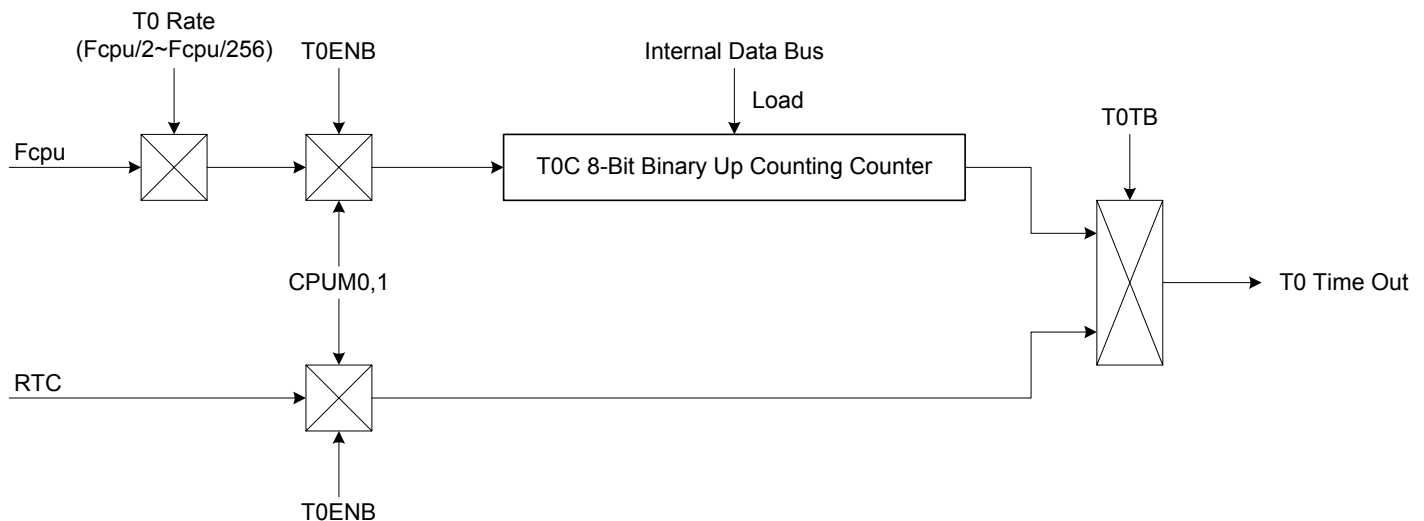 T0 Rate
(Fcpu/2~Fcpu/256)
T0ENB
Internal Data Bus
Load
T0TB
Fcpu
T0C 8-Bit Binary Up Counting Counter
CPUM0,1
T0 Time Out
RTC
T0ENB